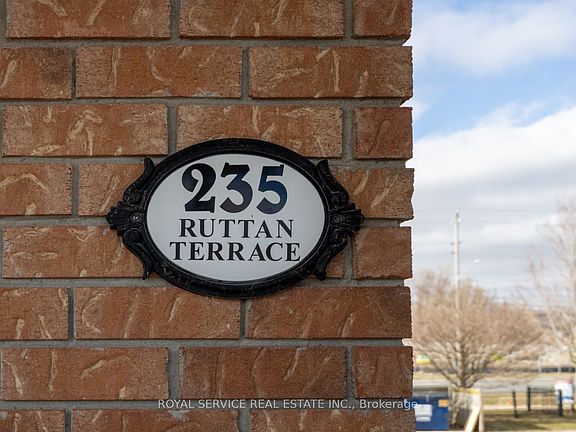 235
RUTTAN
TERRACE
ROYAL SERVICE REAL ESTATE INC., Brokerage